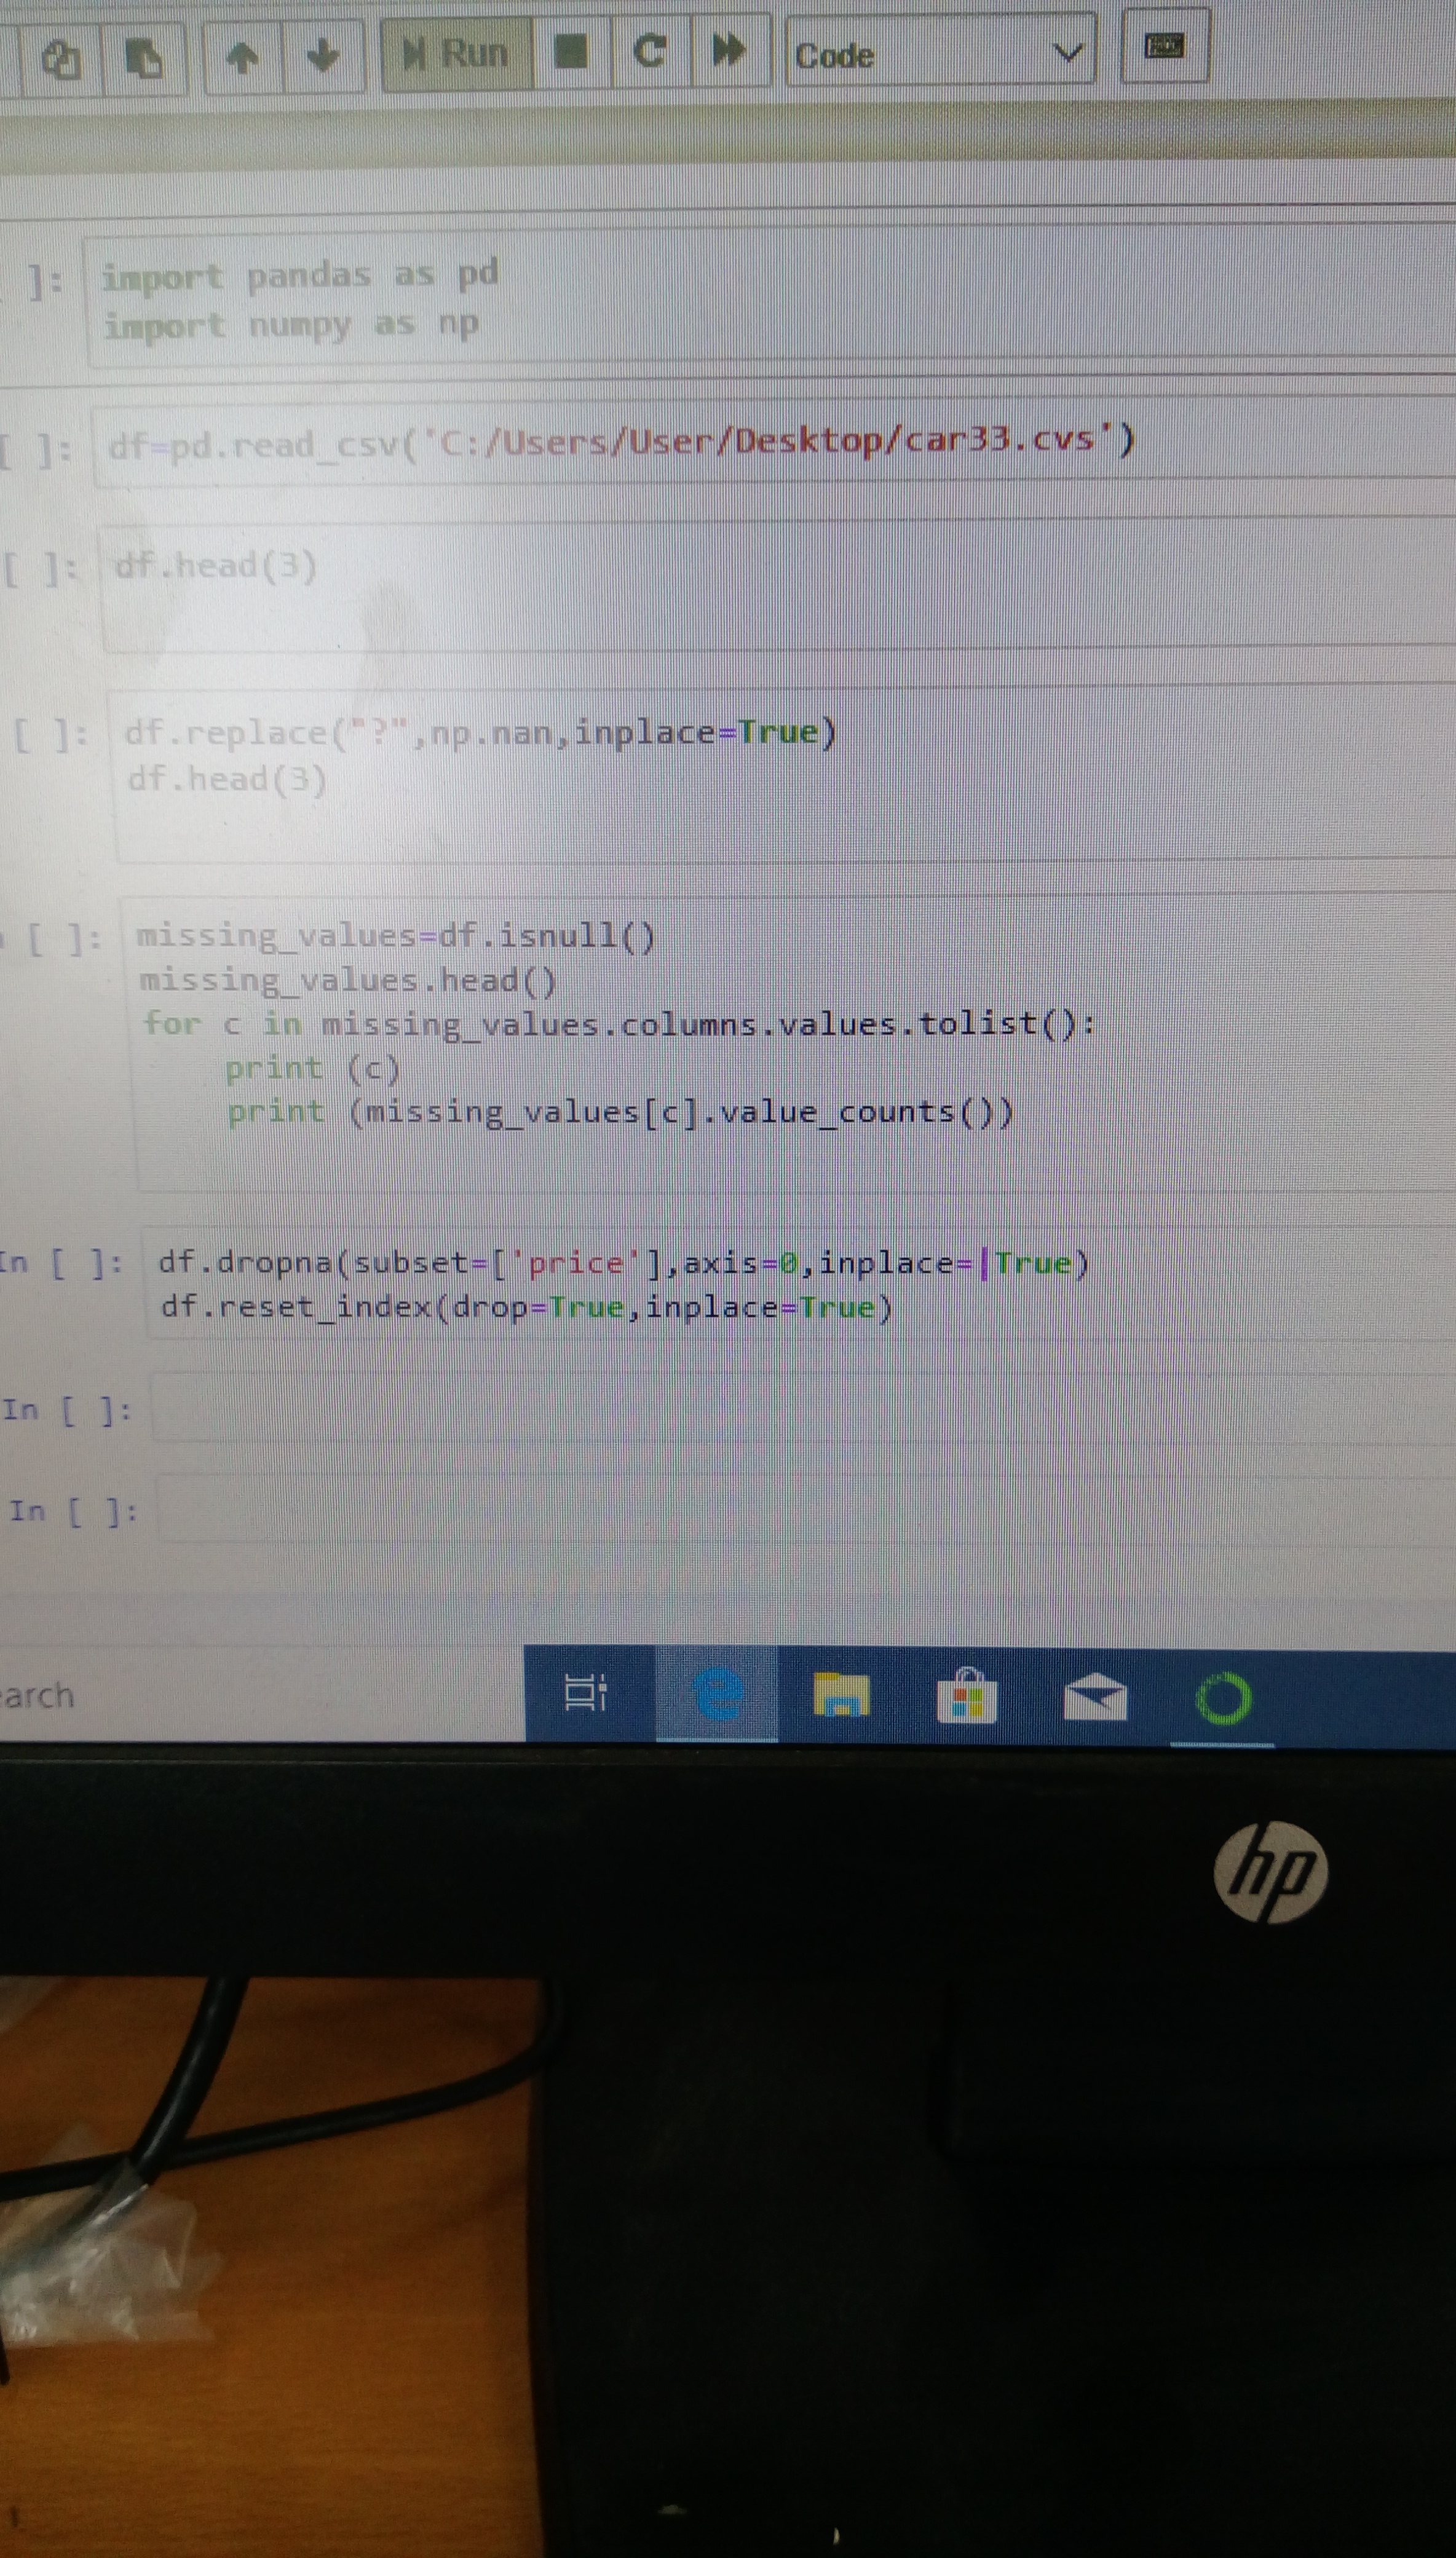 Run Code
]: import pandas as pd
import numpy as np
[ ]: df=pd.read_csv('C:/Users/User/Desktop/car33.cvs')
[ ]: df.head(3)
[ ]: df.replace("?",np.nan,inplace=True)
df.head(3)
[ ]: missing_values=df.isnull()
missing_values.head()
for c in missing_values.columns.values.tolist():
print (c)
print (missing_values[c].value_counts())
In [ ]: df.dropna(subset=['price'],axis=0,inplace=True)
df.reset_index(drop=True,inplace=True)
In [ ]:
In [ ]:
earch
hp